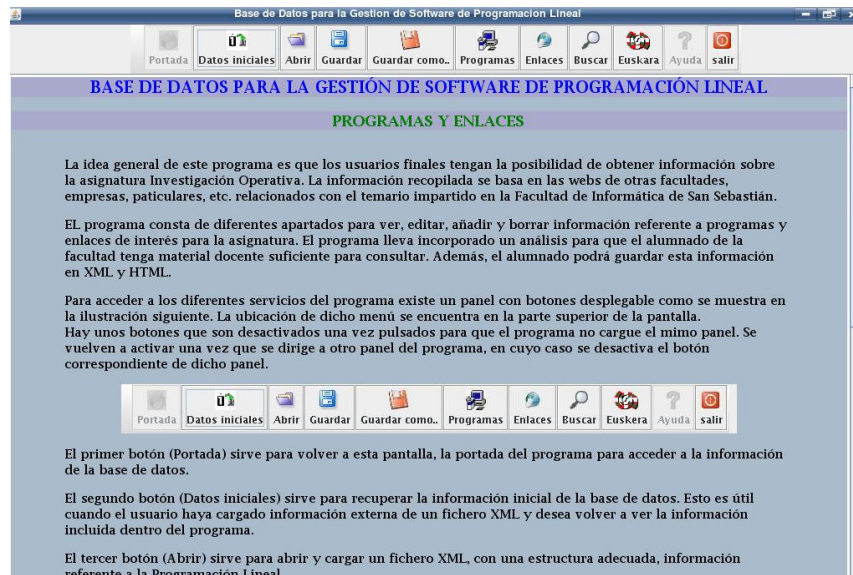 Base de Datos para la Gestion de Software de Programacion Lineal
Portada Datos iniciales Abrir Guardar Guardar como.. Programas Enlaces Buscar Euskara Ayuda salir
BASE DE DATOS PARA LA GESTIÓN DE SOFTWARE DE PROGRAMACIÓN LINEAL
PROGRAMAS Y ENLACES
La idea general de este programa es que los usuarios finales tengan la posibilidad de obtener información sobre
la asignatura Investigación Operativa. La información recopilada se basa en las webs de otras facultades,
empresas, paticulares, etc. relacionados con el temario impartido en la Facultad de Informática de San Sebastián.
EL programa consta de diferentes apartados para ver, editar, añadir y borrar información referente a programas y
enlaces de interés para la asignatura. El programa lleva incorporado un análisis para que el alumnado de la
facultad tenga material docente suficiente para consultar. Además, el alumnado podrá guardar esta información
en XML y HTML.
Para acceder a los diferentes servicios del programa existe un panel con botones desplegable como se muestra en
la ilustración siguiente. La ubicación de dicho menú se encuentra en la parte superior de la pantalla.
Hay unos botones que son desactivados una vez pulsados para que el programa no cargue el mimo panel. Se
vuelven a activar una vez que se dirige a otro panel del programa, en cuyo caso se desactiva el botón
correspondiente de dicho panel.
Portada Datos iniciales Abrir Guardar Guardar como.. Programas Enlaces Buscar Euskera Ayuda salir
El primer botón (Portada) sirve para volver a esta pantalla, la portada del programa para acceder a la información
de la base de datos.
El segundo botón (Datos iniciales) sirve para recuperar la información inicial de la base de datos. Esto es útil
cuando el usuario haya cargado información externa de un fichero XML y desea volver a ver la información
incluida dentro del programa.
El tercer botón (Abrir) sirve para abrir y cargar un fichero XML, con una estructura adecuada, información
referente a la Programación Lineal